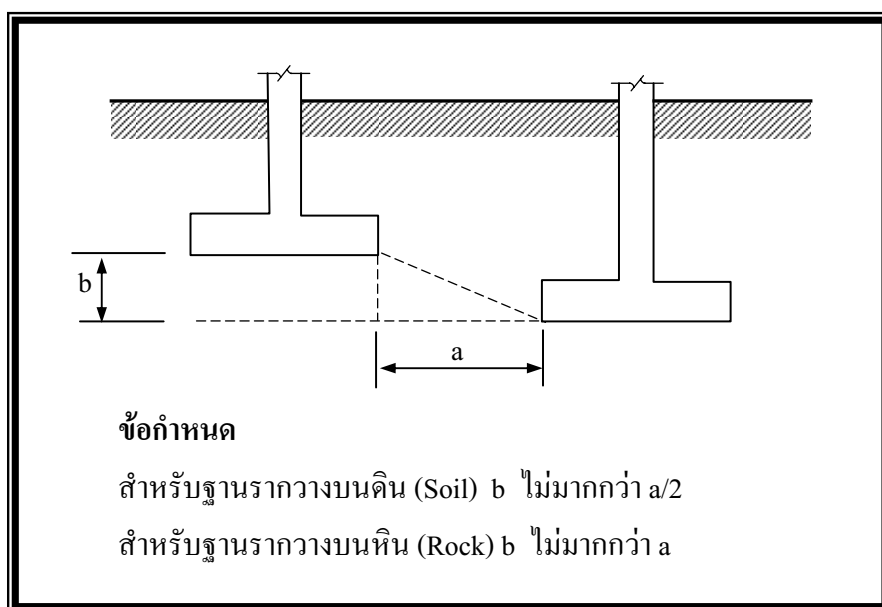 b
a
ข้อกำหนด
สำหรับฐานรากวางบนดิน (Soil) b ไม่มากกว่า a/2
สำหรับฐานรากวางบนหิน (Rock) b ไม่มากกว่า a